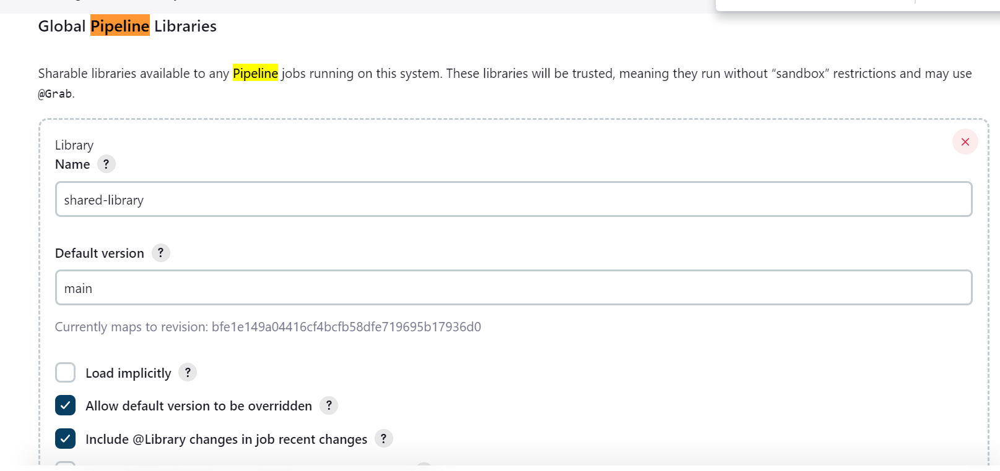 Global Pipeline Libraries
Sharable libraries available to any Pipeline jobs running on this system. These libraries will be trusted, meaning they run without “sandbox” restrictions and may use
@Grab.
Library
Name ?
shared-library
Default version ?
main
Currently maps to revision: bfe1e149a04416cf4bcfb58dfe719695b17936d0
Load implicitly ?
Allow default version to be overridden ?
Include @Library changes in job recent changes ?